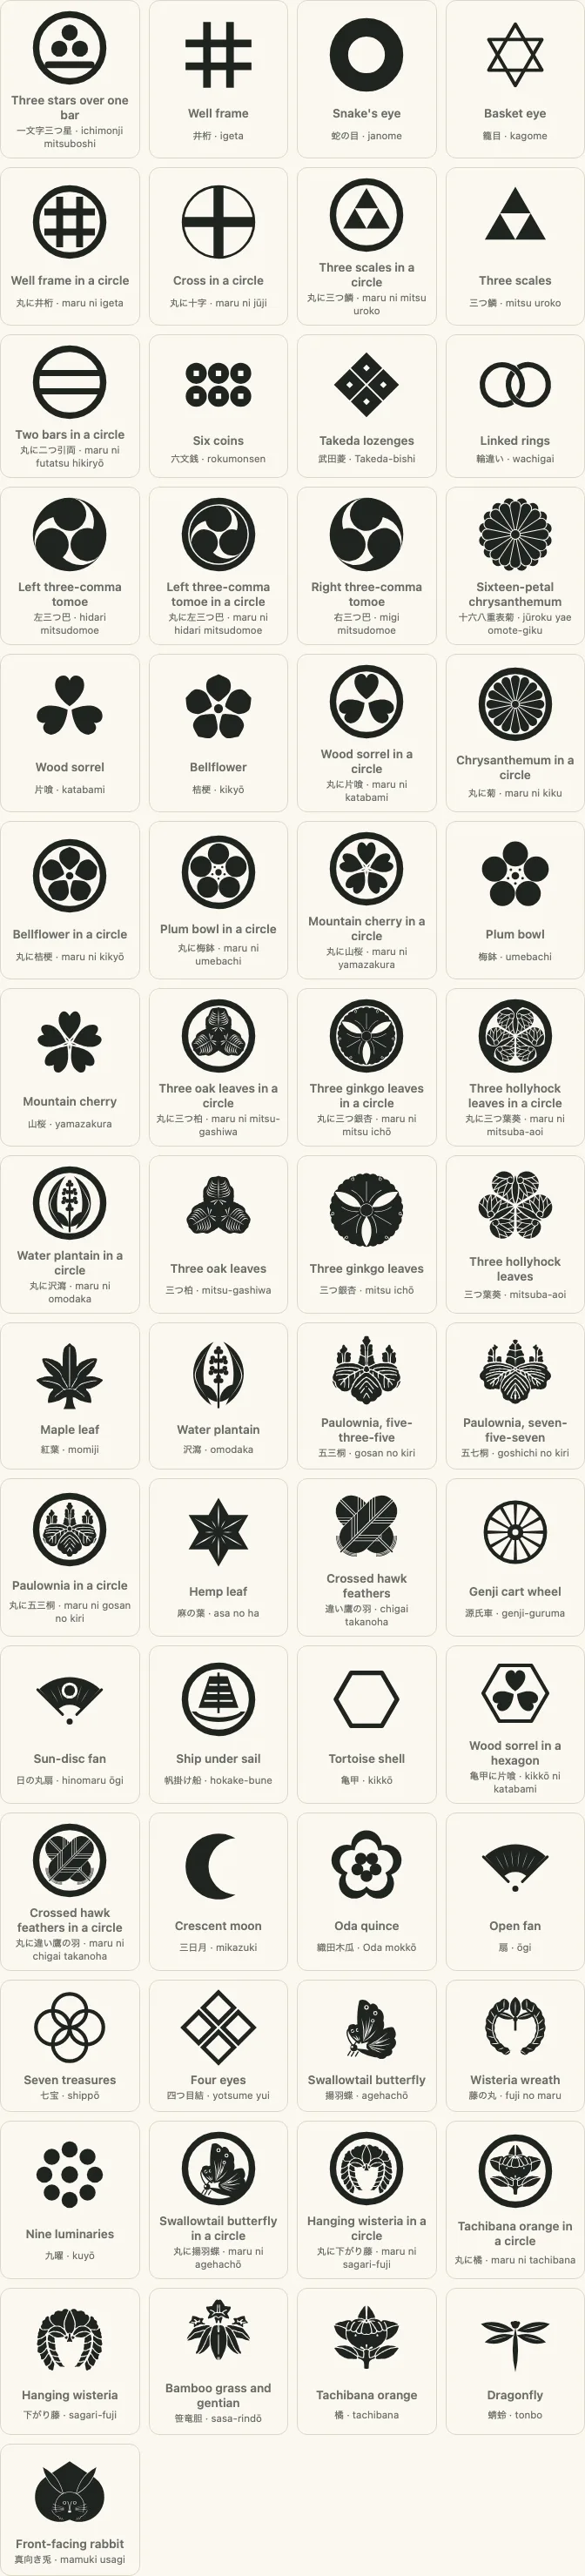 Three stars over one
bar
一文字三つ星 · ichimonji
mitsuboshi
Well frame
井桁 · igeta
Snake's eye
蛇の目 · janome
Basket eye
籠目 · kagome
Well frame in a circle
丸に井桁 · maru ni igeta
Cross in a circle
丸に十字 · maru ni jūji
Three scales in a
circle
丸に三つ鱗 · maru ni mitsu
uroko
Three scales
三つ鱗 · mitsu uroko
Two bars in a circle
丸に二つ引両 · maru ni
futatsu hikiryō
Six coins
六文銭 · rokumonsen
Takeda lozenges
武田菱 · Takeda-bishi
Linked rings
輪違い · wachigai
Left three-comma
tomoe
左三つ巴 · hidari
mitsudomoe
Left three-comma
tomoe in a circle
丸に左三つ巴 · maru ni
hidari mitsudomoe
Right three-comma
tomoe
右三つ巴 · migi
mitsudomoe
Sixteen-petal
chrysanthemum
十六八重表菊 · jūroku yae
omote-giku
Wood sorrel
片喰 · katabami
Bellflower
桔梗 · kikyō
Wood sorrel in a
circle
丸に片喰 · maru ni
katabami
Chrysanthemum in a
circle
丸に菊 · maru ni kiku
Bellflower in a circle
丸に桔梗 · maru ni kikyō
Plum bowl in a circle
丸に梅鉢 · maru ni
umebachi
Mountain cherry in a
circle
丸に山桜 · maru ni
yamazakura
Plum bowl
梅鉢 · umebachi
Mountain cherry
山桜 · yamazakura
Three oak leaves in a
circle
丸に三つ柏 · maru ni mitsu-
gashiwa
Three ginkgo leaves
in a circle
丸に三つ銀杏 · maru ni
mitsu ichō
Three hollyhock
leaves in a circle
丸に三つ葉葵 · maru ni
mitsuba-aoi
Water plantain in a
circle
丸に沢瀉 · maru ni
omodaka
Three oak leaves
三つ柏 · mitsu-gashiwa
Three ginkgo leaves
三つ銀杏 · mitsu ichō
Three hollyhock
leaves
三つ葉葵 · mitsuba-aoi
Maple leaf
紅葉 · momiji
Water plantain
沢瀉 · omodaka
Paulownia, five-
three-five
五三桐 · gosan no kiri
Paulownia, seven-
five-seven
五七桐 · goshichi no kiri
Paulownia in a circle
丸に五三桐 · maru ni gosan
no kiri
Hemp leaf
麻の葉 · asa no ha
Crossed hawk
feathers
違い鷹の羽 · chigai
takanoha
Genji cart wheel
源氏車 · genji-guruma
Sun-disc fan
日の丸扇 · hinomaru ōgi
Ship under sail
帆掛け船 · hokake-bune
Tortoise shell
亀甲 · kikkō
Wood sorrel in a
hexagon
亀甲に片喰 · kikkō ni
katabami
Crossed hawk
feathers in a circle
丸に違い鷹の羽 · maru ni
chigai takanoha
Crescent moon
三日月 · mikazuki
Oda quince
織田木瓜 · Oda mokkō
Open fan
扇 · ōgi
Seven treasures
七宝 · shippō
Four eyes
四つ目結 · yotsume yui
Swallowtail butterfly
揚羽蝶 · agehachō
Wisteria wreath
藤の丸 · fuji no maru
Nine luminaries
九曜 · kuyō
Swallowtail butterfly
in a circle
丸に揚羽蝶 · maru ni
agehachō
Hanging wisteria in a
circle
丸に下がり藤 · maru ni
sagari-fuji
Tachibana orange in
a circle
丸に橘 · maru ni tachibana
Hanging wisteria
下がり藤 · sagari-fuji
Bamboo grass and
gentian
笹竜胆 · sasa-rindō
Tachibana orange
橘 · tachibana
Dragonfly
蜻蛉 · tonbo
Front-facing rabbit
真向き兎 · mamuki usagi